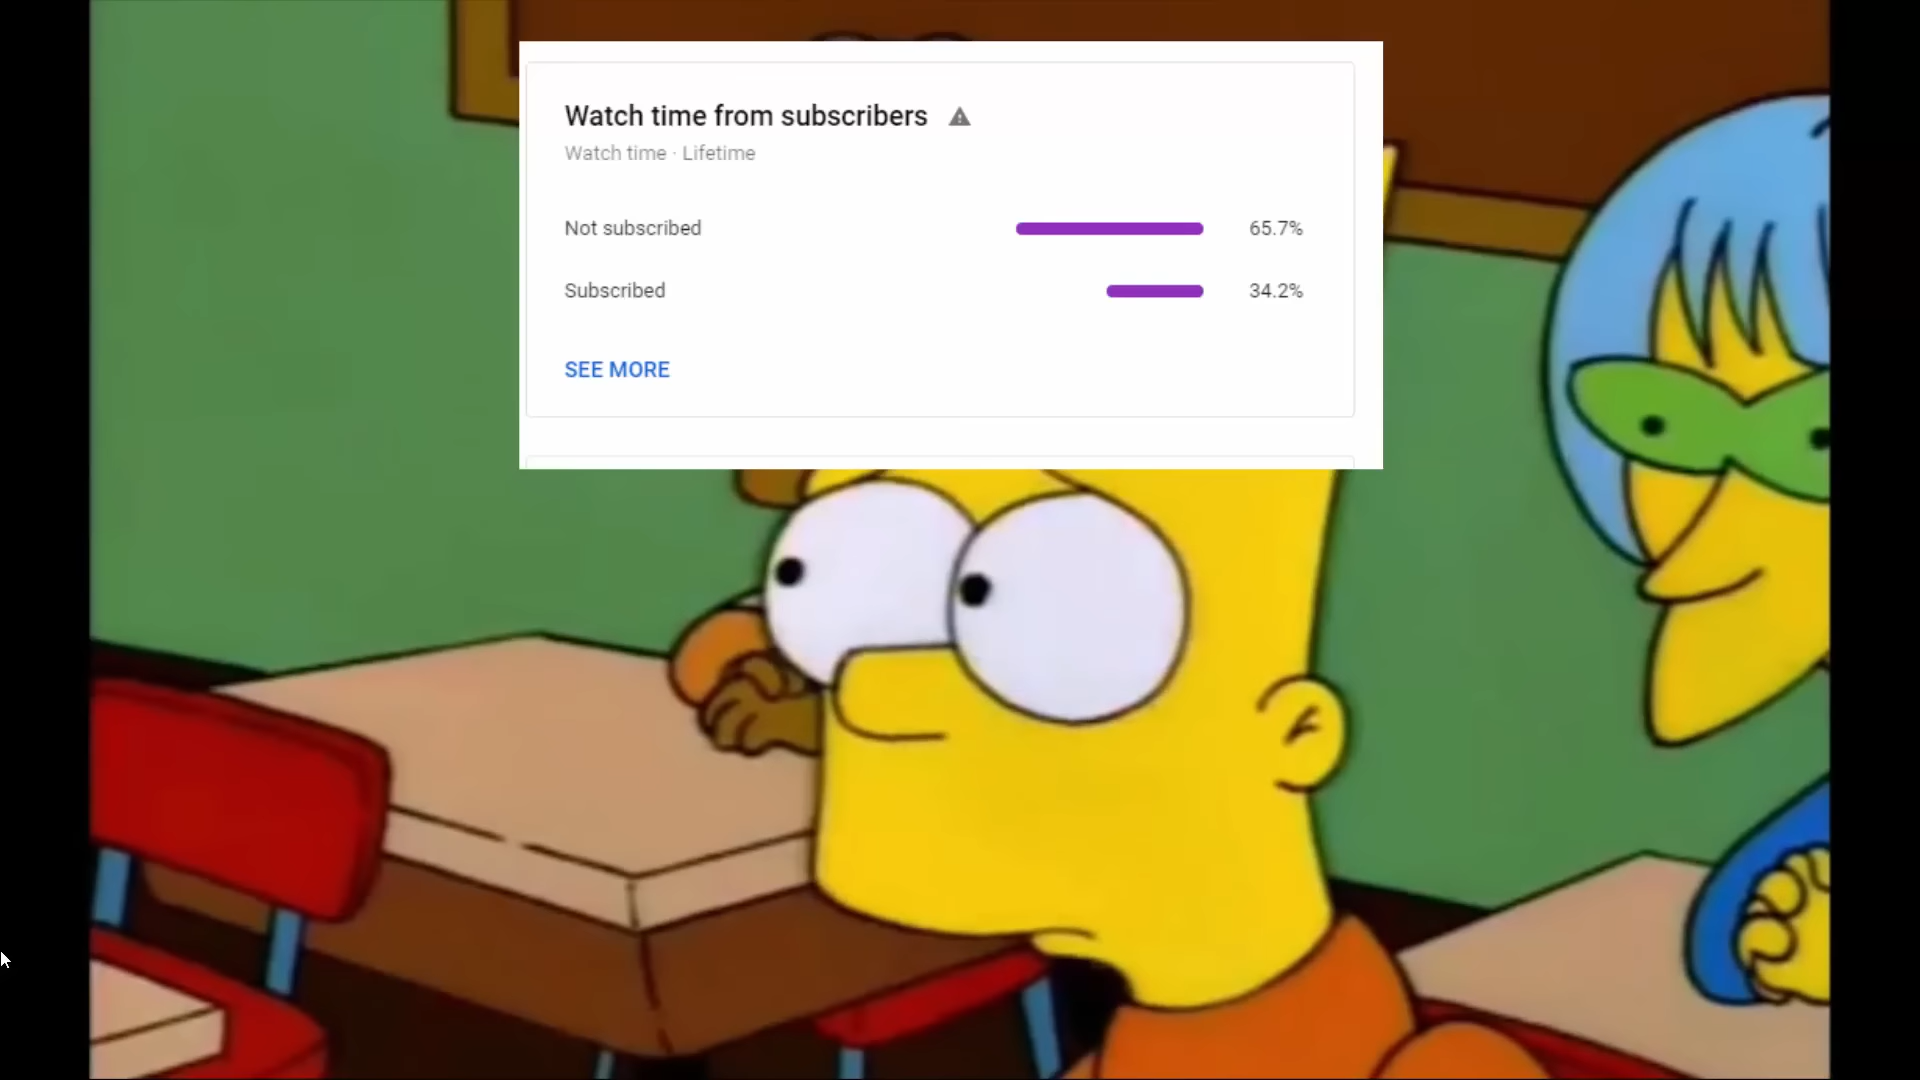 Watch time from subscribers
Watch time · Lifetime
Not subscribed 65.7%
Subscribed 34.2%
SEE MORE